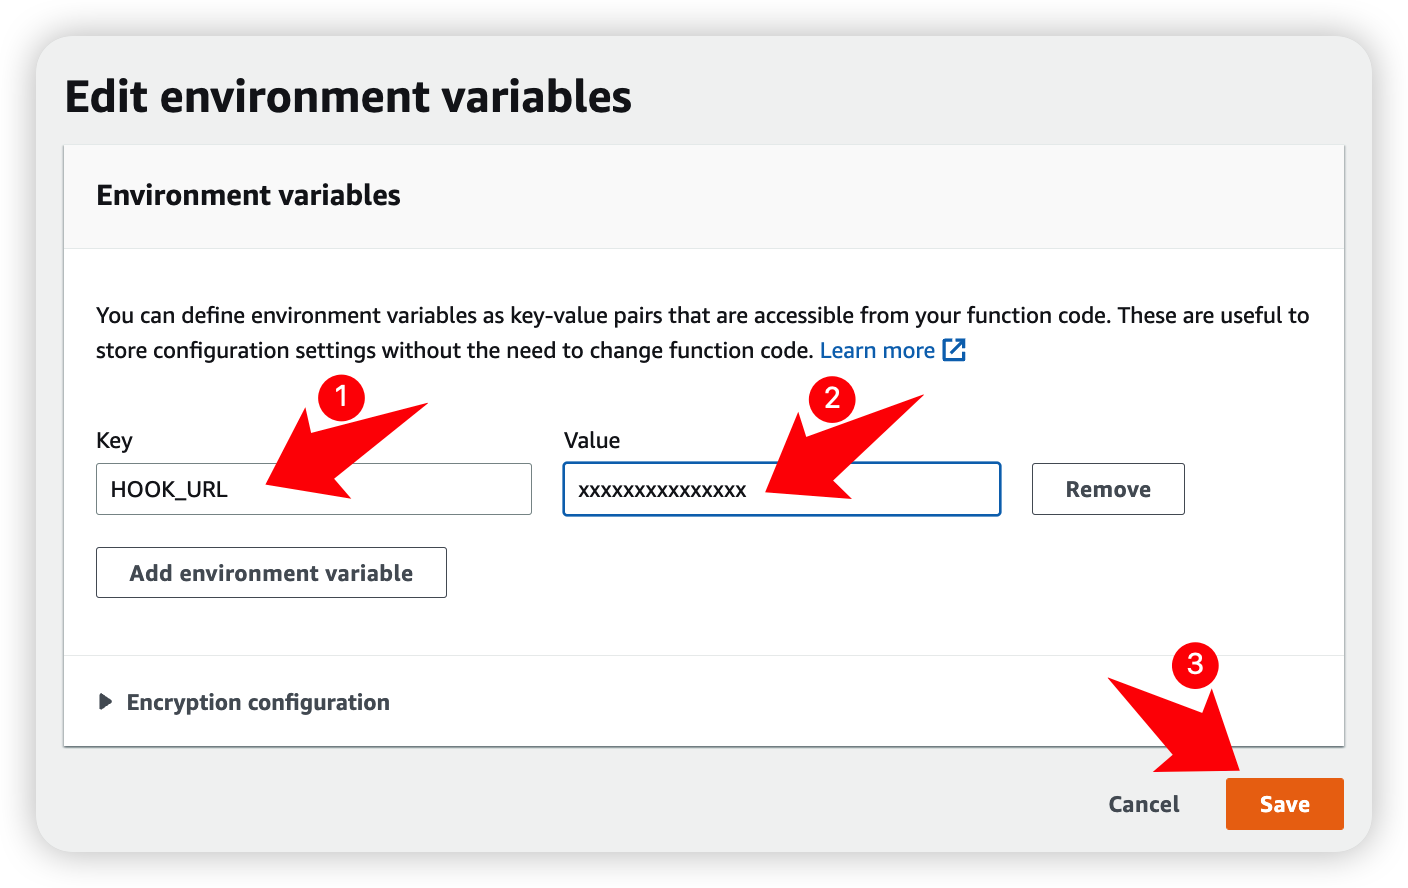 Edit environment variables
Environment variables
You can define environment variables as key-value pairs that are accessible from your function code. These are useful to
store configuration settings without the need to change function code. Learn more
1
2
Key
Value
HOOK_URL
xxxxxxxxxxxxxxx
Remove
Add environment variable
3
Encryption configuration
Cancel
Save